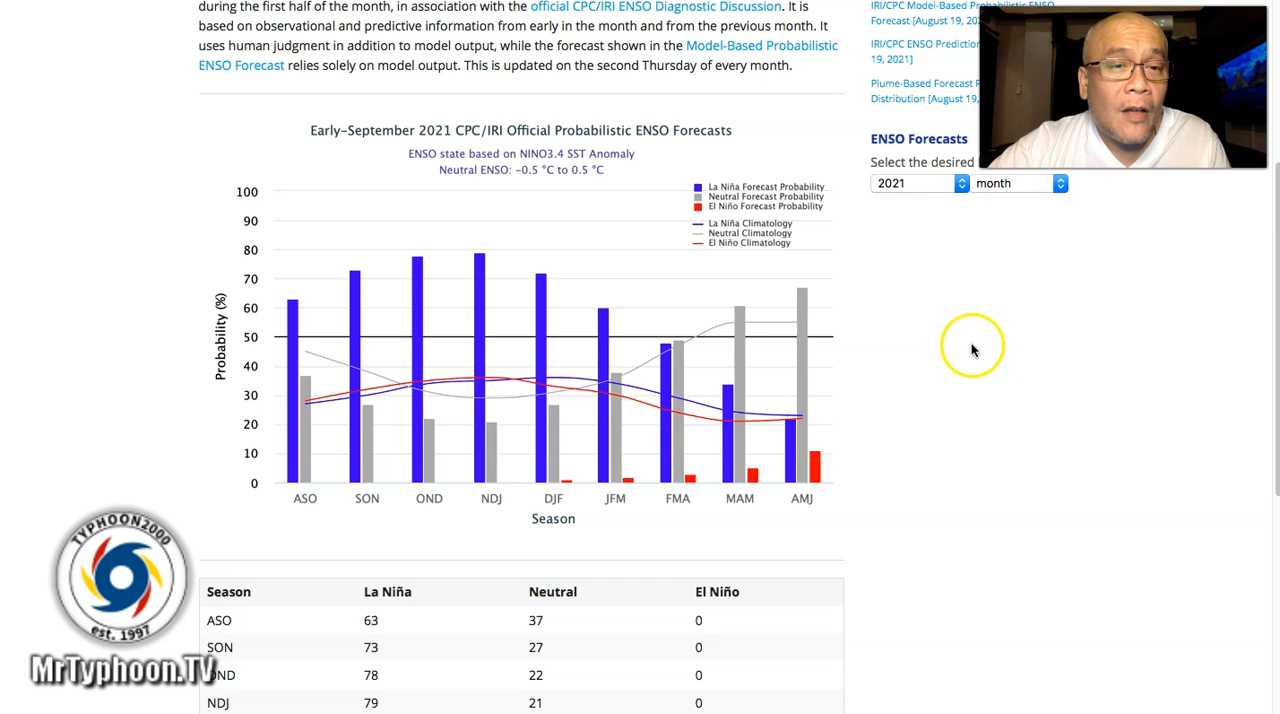 during the first half of the month, in association with the official CPC/IRI ENSO Diagnostic Discussion. It is
based on observational and predictive information from early in the month and from the previous month. It
uses human judgment in addition to model output, while the forecast shown in the Model-Based Probabilistic
ENSO Forecast relies solely on model output. This is updated on the second Thursday of every month.
IRI/CPC Model-Based Probabilistic ENSO
Forecast [August 19, 202
IRI/CPC ENSO Prediction
19, 2021]
Plume-Based Forecast
Distribution [August 19,
ENSO Forecasts
Select the desired
2021
month
Early-September 2021 CPC/IRI Official Probabilistic ENSO Forecasts
ENSO state based on NINO3.4 SST Anomaly
Neutral ENSO: -0.5 °C to 0.5 °C
La Niña Forecast Probability
Neutral Forecast Probability
El Niño Forecast Probability
La Niña Climatology
Neutral Climatology
El Niño Climatology
Probability (%)
100
90
80
70
60
50
40
30
20
10
0
ASO SON OND NDJ DJF JFM FMA MAM AMJ
Season
Season La Niña Neutral El Niño
ASO 63 37 0
SON 73 27 0
OND 78 22 0
NDJ 79 21 0
TYPHOON2000
est. 1997
MrTyphoon.TV